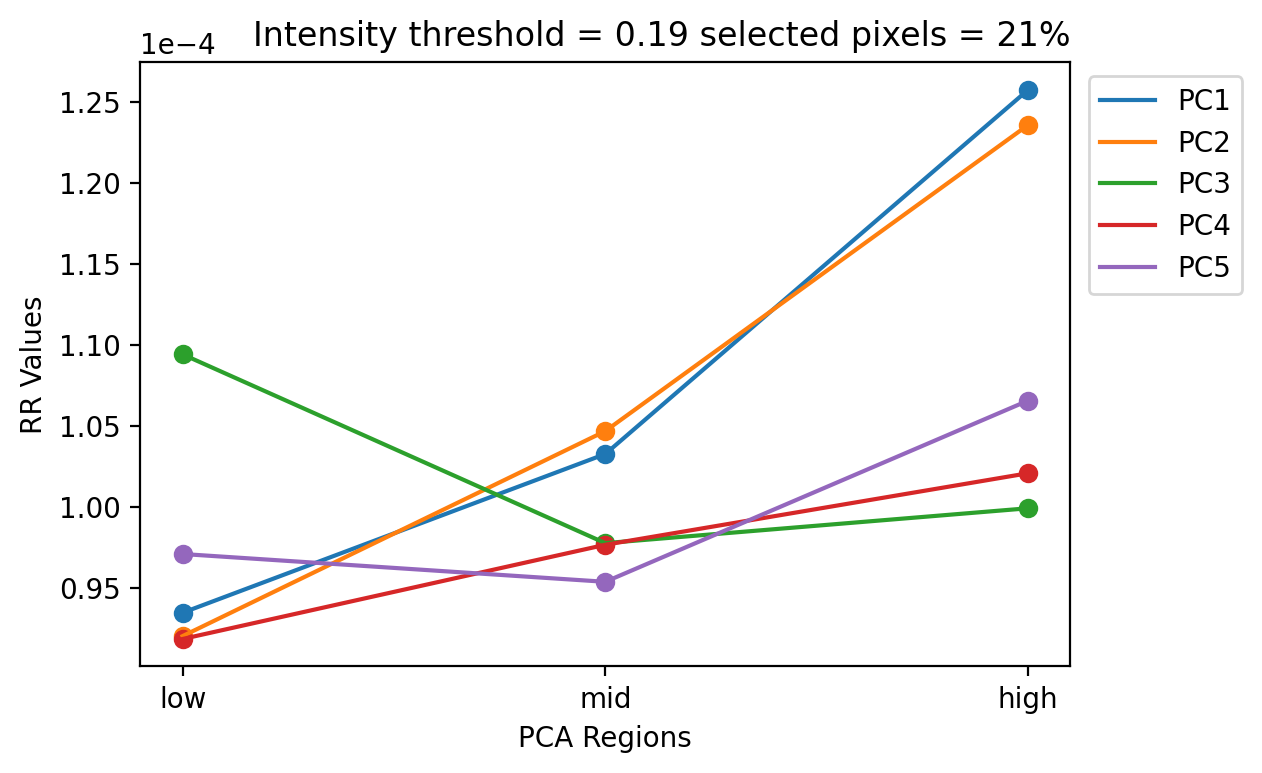 Intensity threshold = 0.19 selected pixels = 21%
1e−4
1.25
1.20
1.15
1.10
1.05
1.00
0.95
RR Values
low mid high
PCA Regions
PC1
PC2
PC3
PC4
PC5